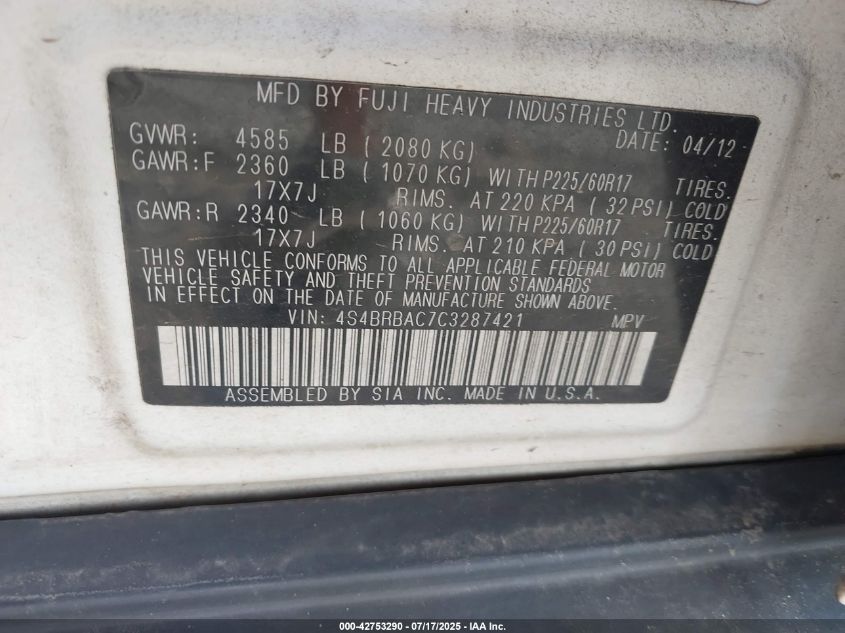 MFD BY FUJI HEAVY INDUSTRIES LTD.
DATE: 04/12
GVWR: 4585 LB ( 2080 KG)
GAWR:F 2360 LB ( 1070 KG) WITH P225/60R17 TIRES.
17X7J RIMS. AT 220 KPA ( 32 PSI) COLD
GAWR:R 2340 LB ( 1060 KG) WITH P225/60R17 TIRES.
17X7J RIMS. AT 210 KPA ( 30 PSI) COLD
THIS VEHICLE CONFORMS TO ALL APPLICABLE FEDERAL MOTOR
VEHICLE SAFETY AND THEFT PREVENTION STANDARDS
IN EFFECT ON THE DATE OF MANUFACTURE SHOWN ABOVE.
VIN: 4S4BRBAC7C3287421 MPV
ASSEMBLED BY SIA INC. MADE IN U.S.A.
000-42753290 - 07/17/2025 - IAA Inc.